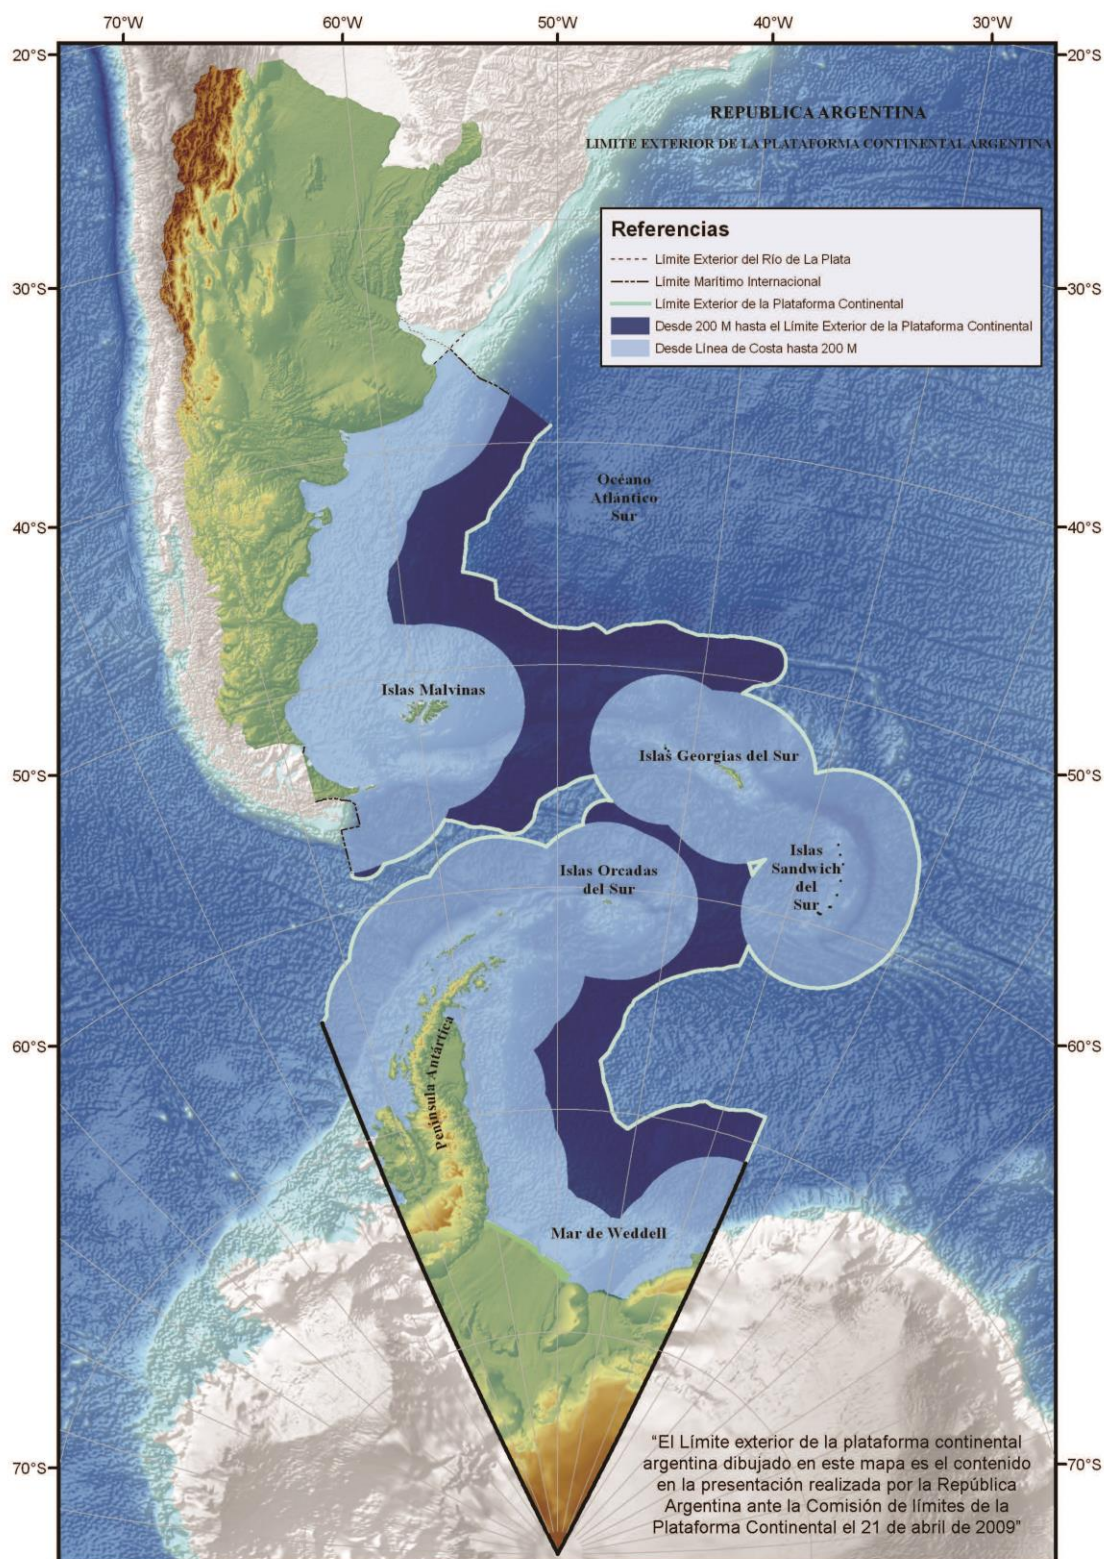 70°W 60°W 50°W 40°W 30°W
20°S 20°S
REPUBLICA ARGENTINA
LIMITE EXTERIOR DE LA PLATAFORMA CONTINENTAL ARGENTINA
Referencias
Límite Exterior del Río de La Plata
Límite Marítimo Internacional
30°S 30°S
Límite Exterior de la Plataforma Continental
Desde 200 M hasta el Límite Exterior de la Plataforma Continental
Desde Línea de Costa hasta 200 M
Océano
Atlántico
Sur
40°S 40°S
Islas Malvinas
Islas Georgias del Sur
50°S 50°S
Islas
Sandwich
del
Sur
Islas Orcadas
del Sur
60°S 60°S
Península Antártica
Mar de Weddell
"El Límite exterior de la plataforma continental
argentina dibujado en este mapa es el contenido
en la presentación realizada por la República
Argentina ante la Comisión de límites de la
Plataforma Continental el 21 de abril de 2009"
70°S 70°S